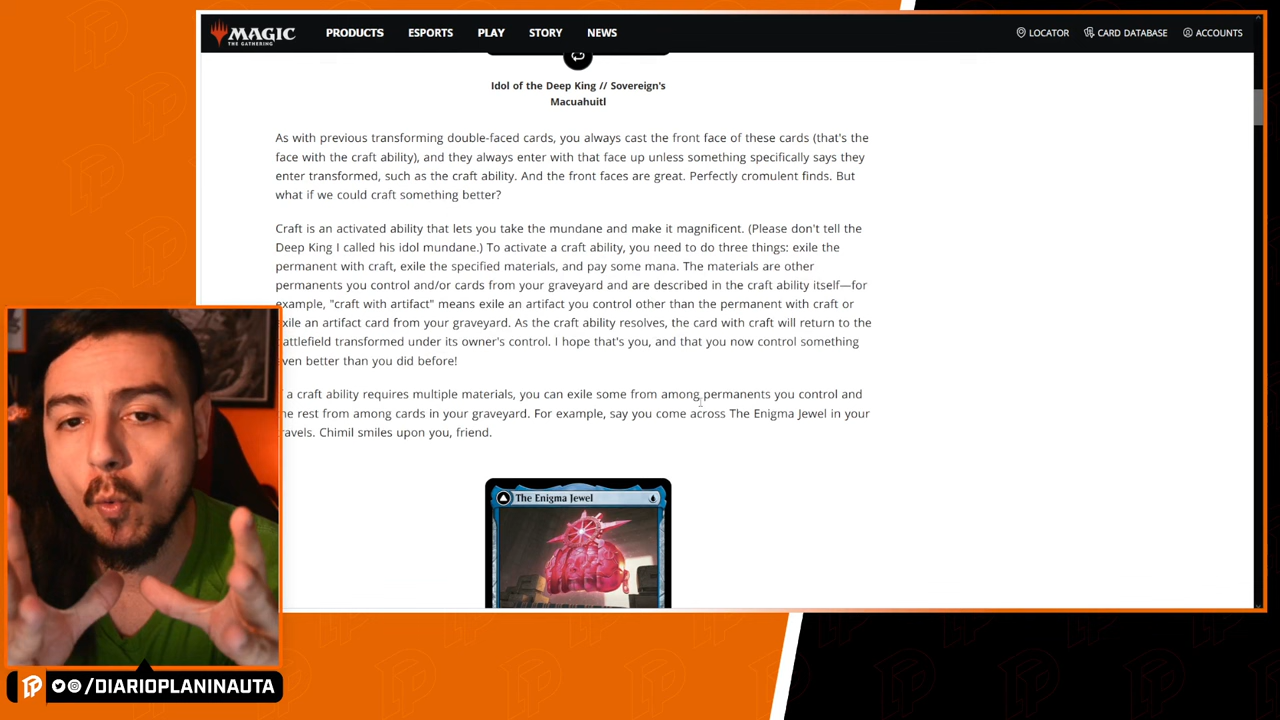 MAGIC
THE GATHERING
PRODUCTS ESPORTS PLAY STORY NEWS LOCATOR CARD DATABASE ACCOUNTS
Idol of the Deep King // Sovereign's
Macuahuitl
As with previous transforming double-faced cards, you always cast the front face of these cards (that's the
face with the craft ability), and they always enter with that face up unless something specifically says they
enter transformed, such as the craft ability. And the front faces are great. Perfectly cromulent finds. But
what if we could craft something better?
Craft is an activated ability that lets you take the mundane and make it magnificent. (Please don't tell the
Deep King I called his idol mundane.) To activate a craft ability, you need to do three things: exile the
permanent with craft, exile the specified materials, and pay some mana. The materials are other
permanents you control and/or cards from your graveyard and are described in the craft ability itself—for
example, "craft with artifact" means exile an artifact you control other than the permanent with craft or
xile an artifact card from your graveyard. As the craft ability resolves, the card with craft will return to the
attlefield transformed under its owner's control. I hope that's you, and that you now control something
ven better than you did before!
a craft ability requires multiple materials, you can exile some from among permanents you control and
he rest from among cards in your graveyard. For example, say you come across The Enigma Jewel in your
ravels. Chimil smiles upon you, friend.
The Enigma Jewel
/DIARIOPLANINAUTA